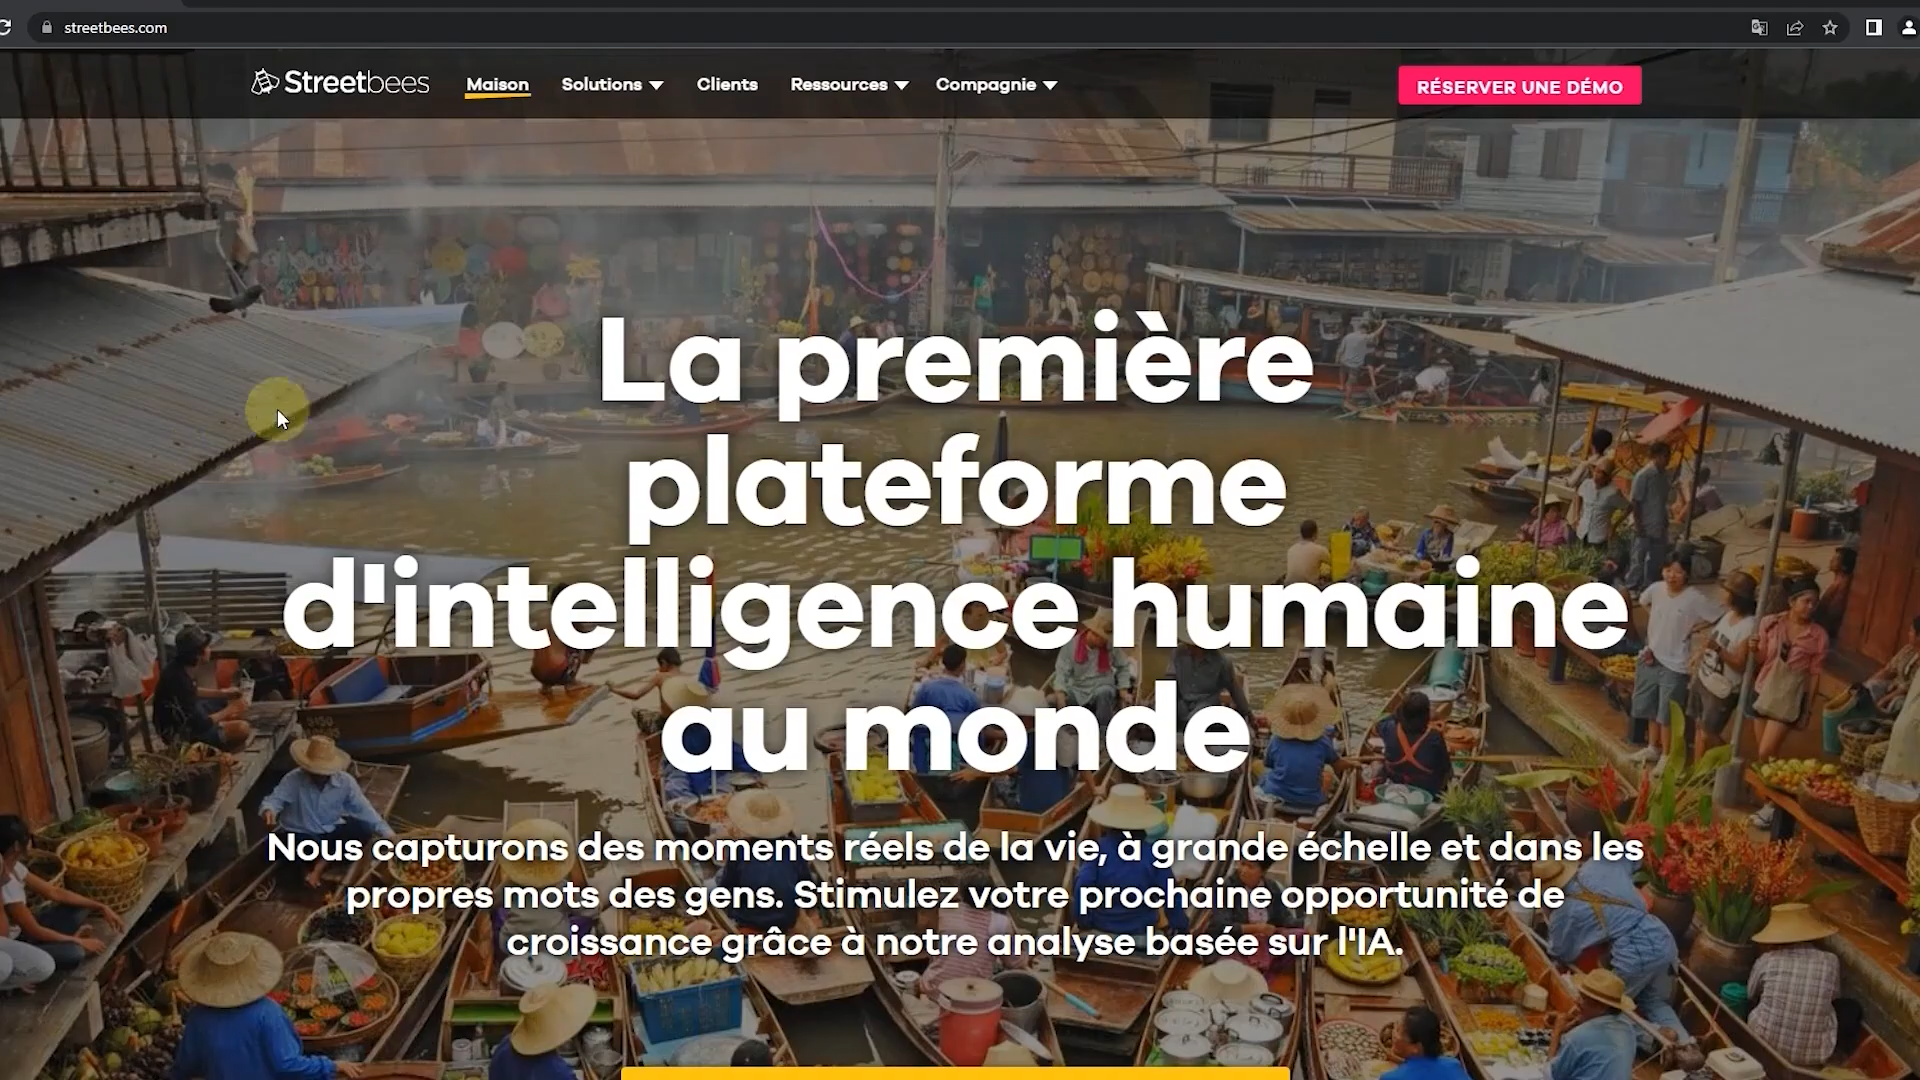 streetbees.com
Streetbees Maison Solutions Clients Ressources Compagnie RÉSERVER UNE DÉMO
La première
plateforme
d'intelligence humaine
au monde
Nous capturons des moments réels de la vie, à grande échelle et dans les
propres mots des gens. Stimulez votre prochaine opportunité de
croissance grâce à notre analyse basée sur l'IA.